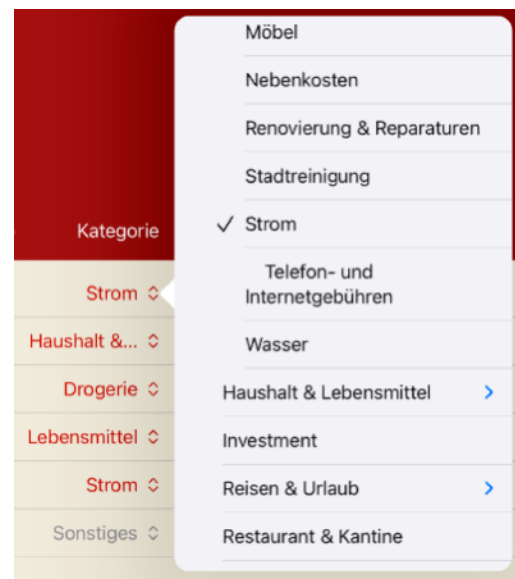 Möbel
Nebenkosten
Renovierung & Reparaturen
Stadtreinigung
Kategorie
✓ Strom
Telefon- und
Internetgebühren
Strom
Wasser
Haushalt &...
Haushalt & Lebensmittel
Drogerie
Investment
Lebensmittel
Reisen & Urlaub
Strom
Restaurant & Kantine
Sonstiges